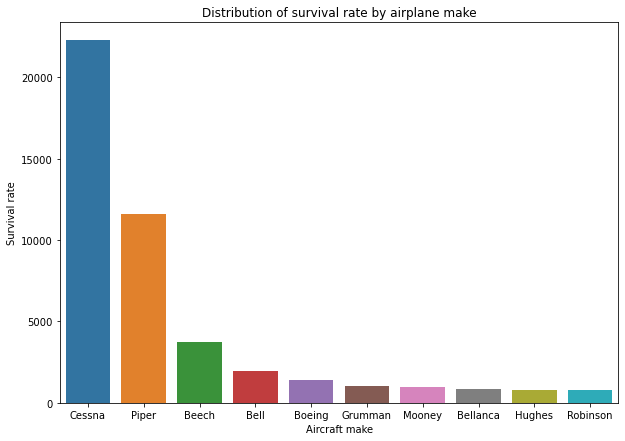 Distribution of survival rate by airplane make
Survival rate
20000
15000
10000
5000
0
Cessna Piper Beech Bell Boeing Grumman Mooney Bellanca Hughes Robinson
Aircraft make